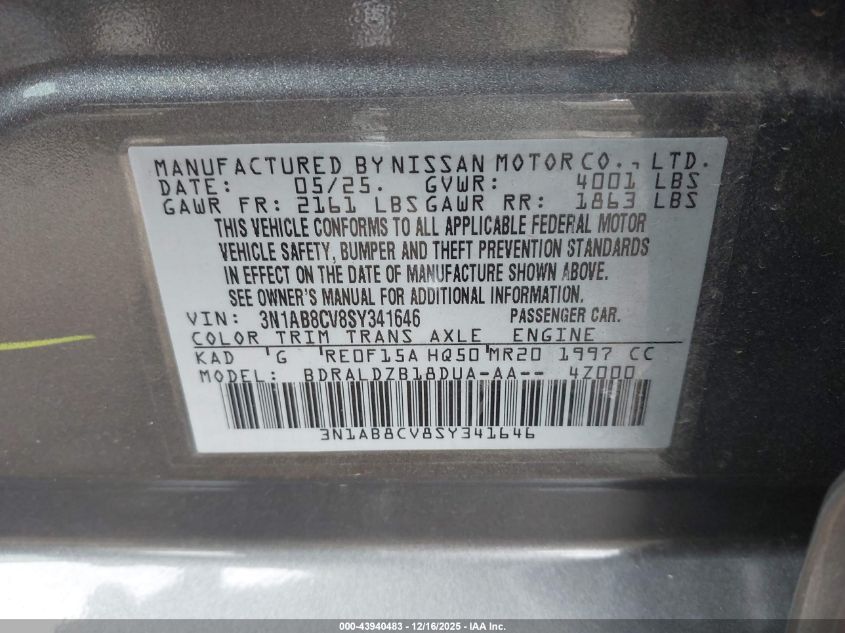 MANUFACTURED BY NISSAN MOTOR CO., LTD.
DATE: 05/25. GVWR: 4001 LBS
GAWR FR: 2161 LBS GAWR RR: 1863 LBS
THIS VEHICLE CONFORMS TO ALL APPLICABLE FEDERAL MOTOR
VEHICLE SAFETY, BUMPER AND THEFT PREVENTION STANDARDS
IN EFFECT ON THE DATE OF MANUFACTURE SHOWN ABOVE.
SEE OWNER'S MANUAL FOR ADDITIONAL INFORMATION.
VIN: 3N1AB8CV8SY341646 PASSENGER CAR.
COLOR TRIM TRANS AXLE ENGINE
KAD 'G 'RE0F15A HQ50'MR20 1997 CC
MODEL: BDRALDZB18DUA-AA-- 4Z000
3N1AB8CV8SY341646
000-43940483 - 12/16/2025 - IAA Inc.